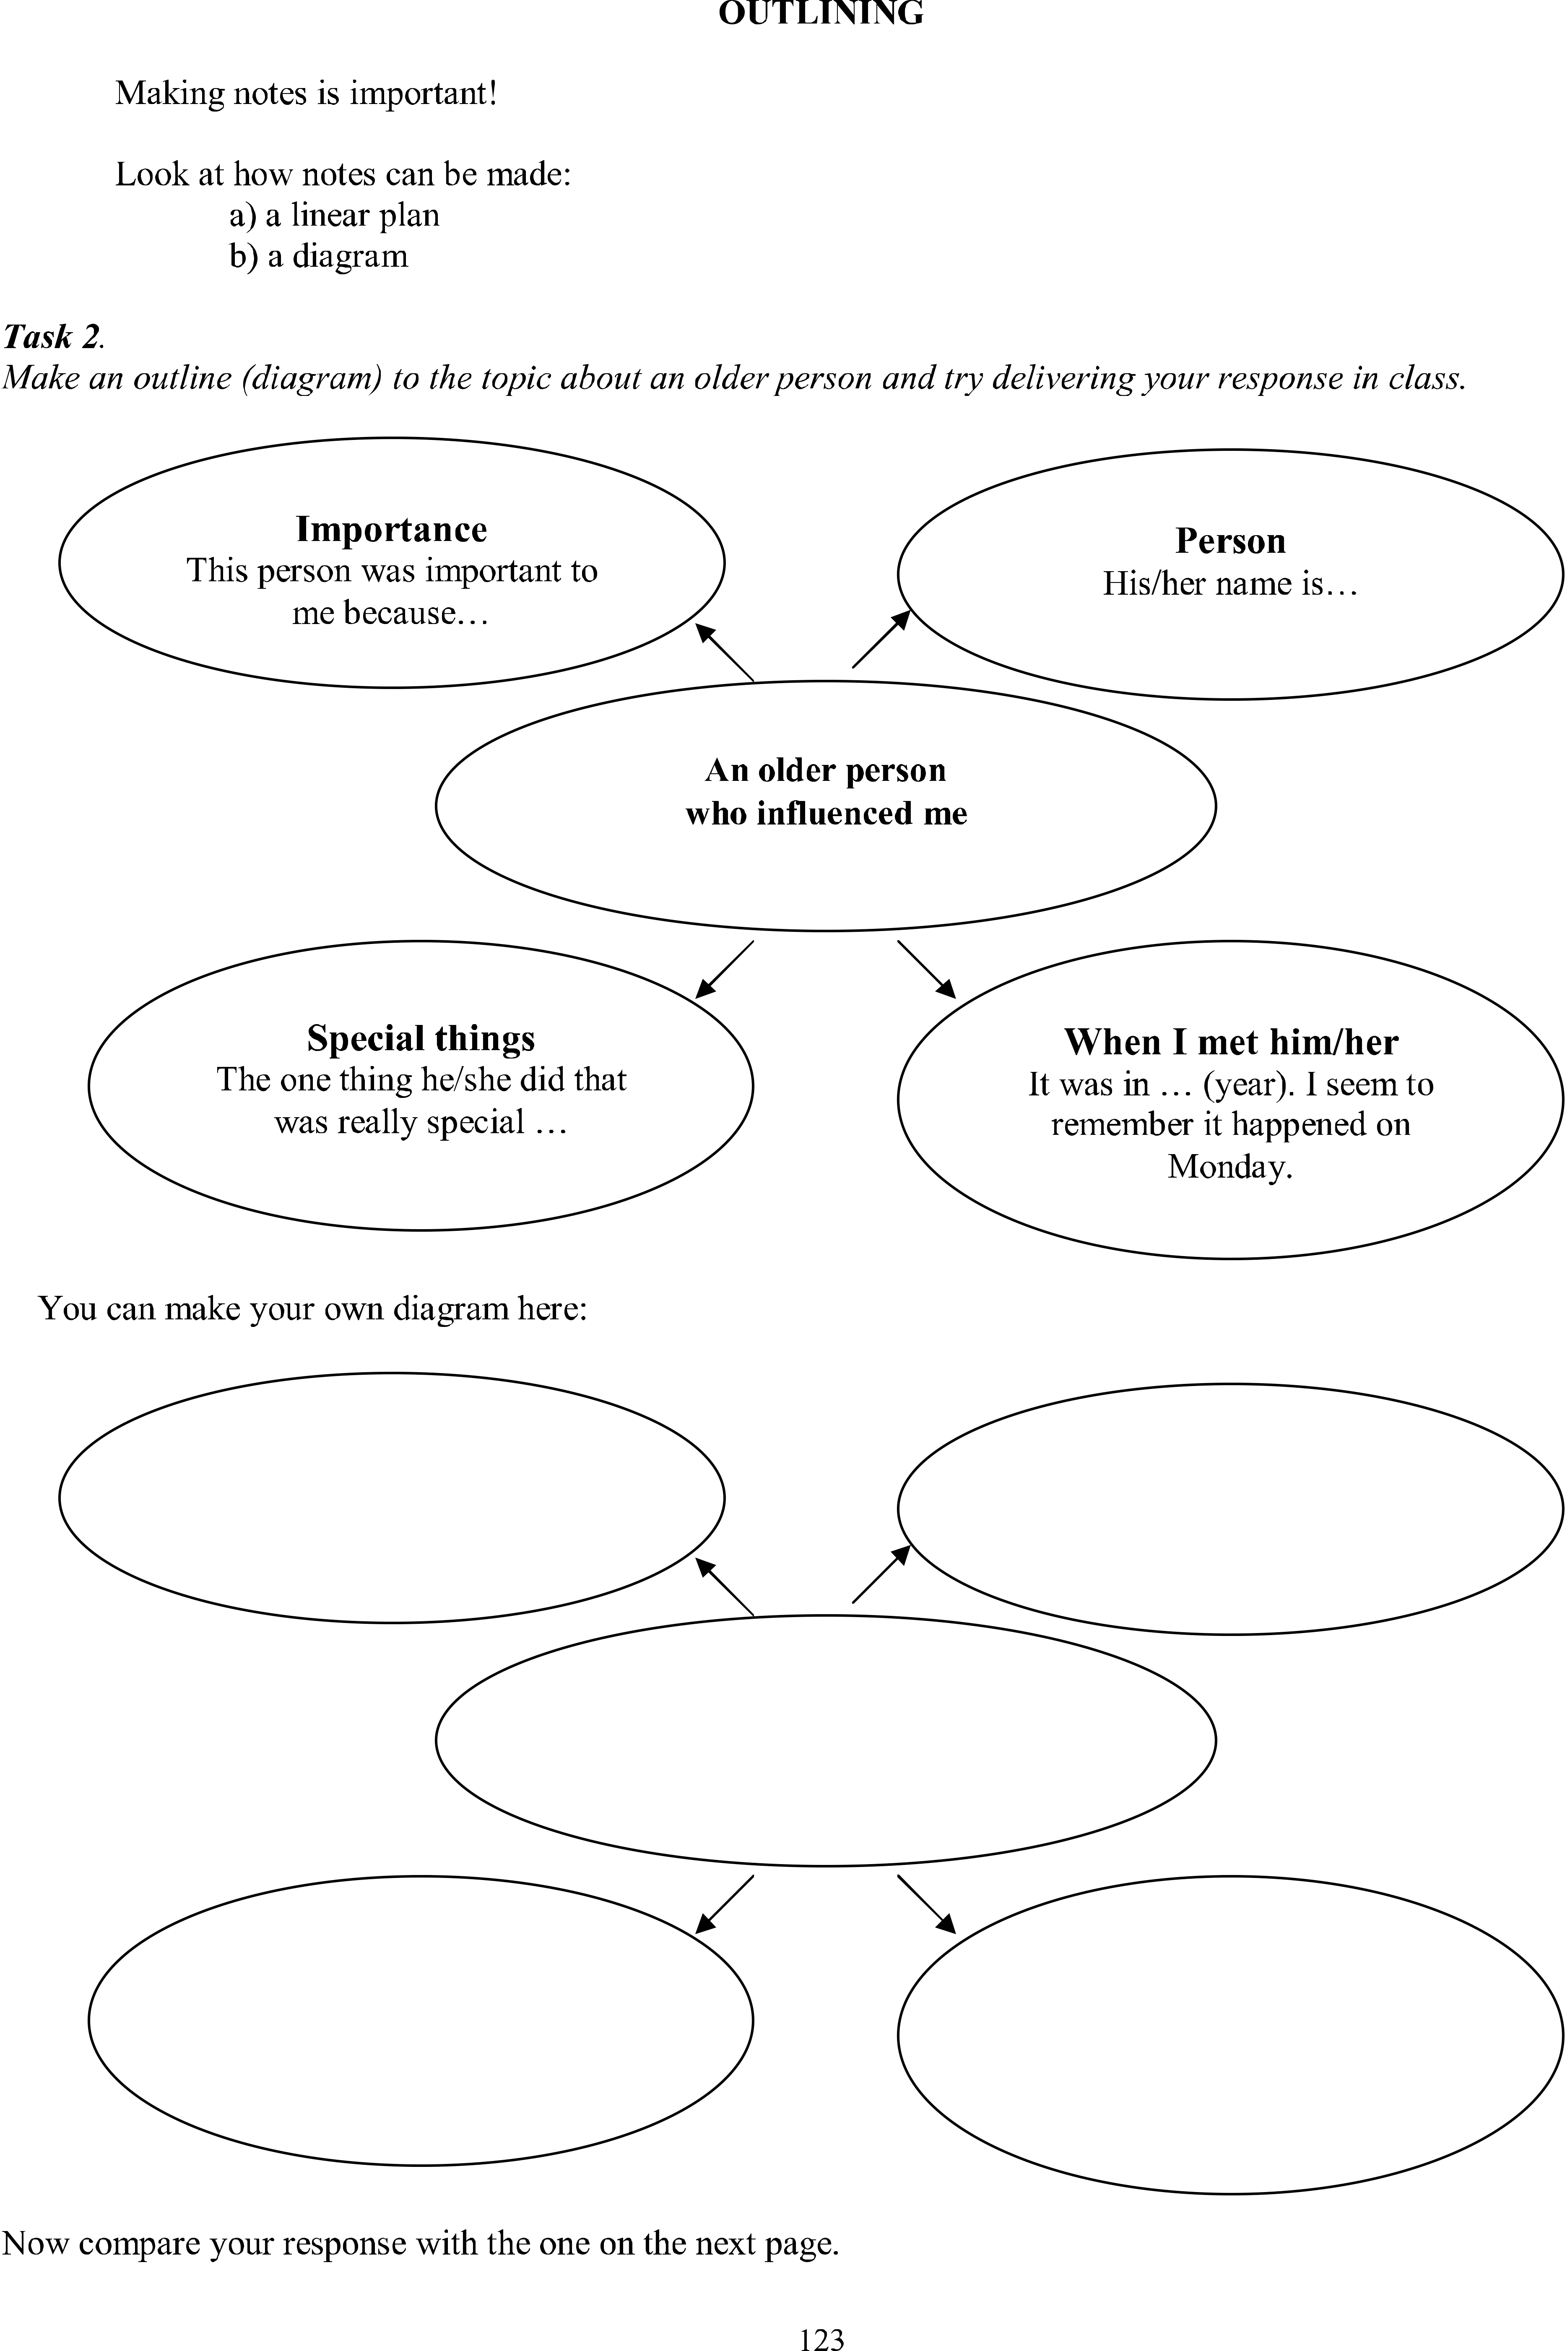 OUTLINING
Making notes is important!
Look at how notes can be made:
a) a linear plan
b) a diagram
Task 2.
Make an outline (diagram) to the topic about an older person and try delivering your response in class.
Importance
This person was important to
me because…
Person
His/her name is…
An older person
who influenced me
Special things
The one thing he/she did that
was really special …
When I met him/her
It was in … (year). I seem to
remember it happened on
Monday.
You can make your own diagram here:
Now compare your response with the one on the next page.
123